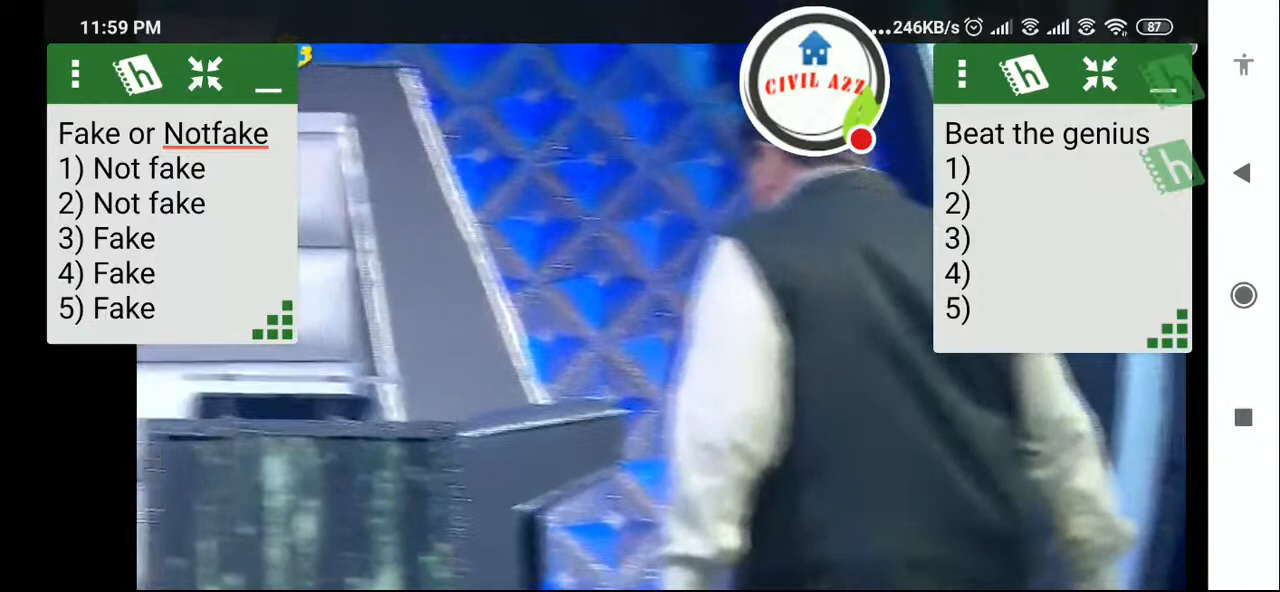 11:59 PM
...246KB/s
87
3
CIVIL A2Z
h
Fake or Notfake
1) Not fake
2) Not fake
3) Fake
4) Fake
5) Fake
h
Beat the genius
1)
2)
3)
4)
5)
h
h